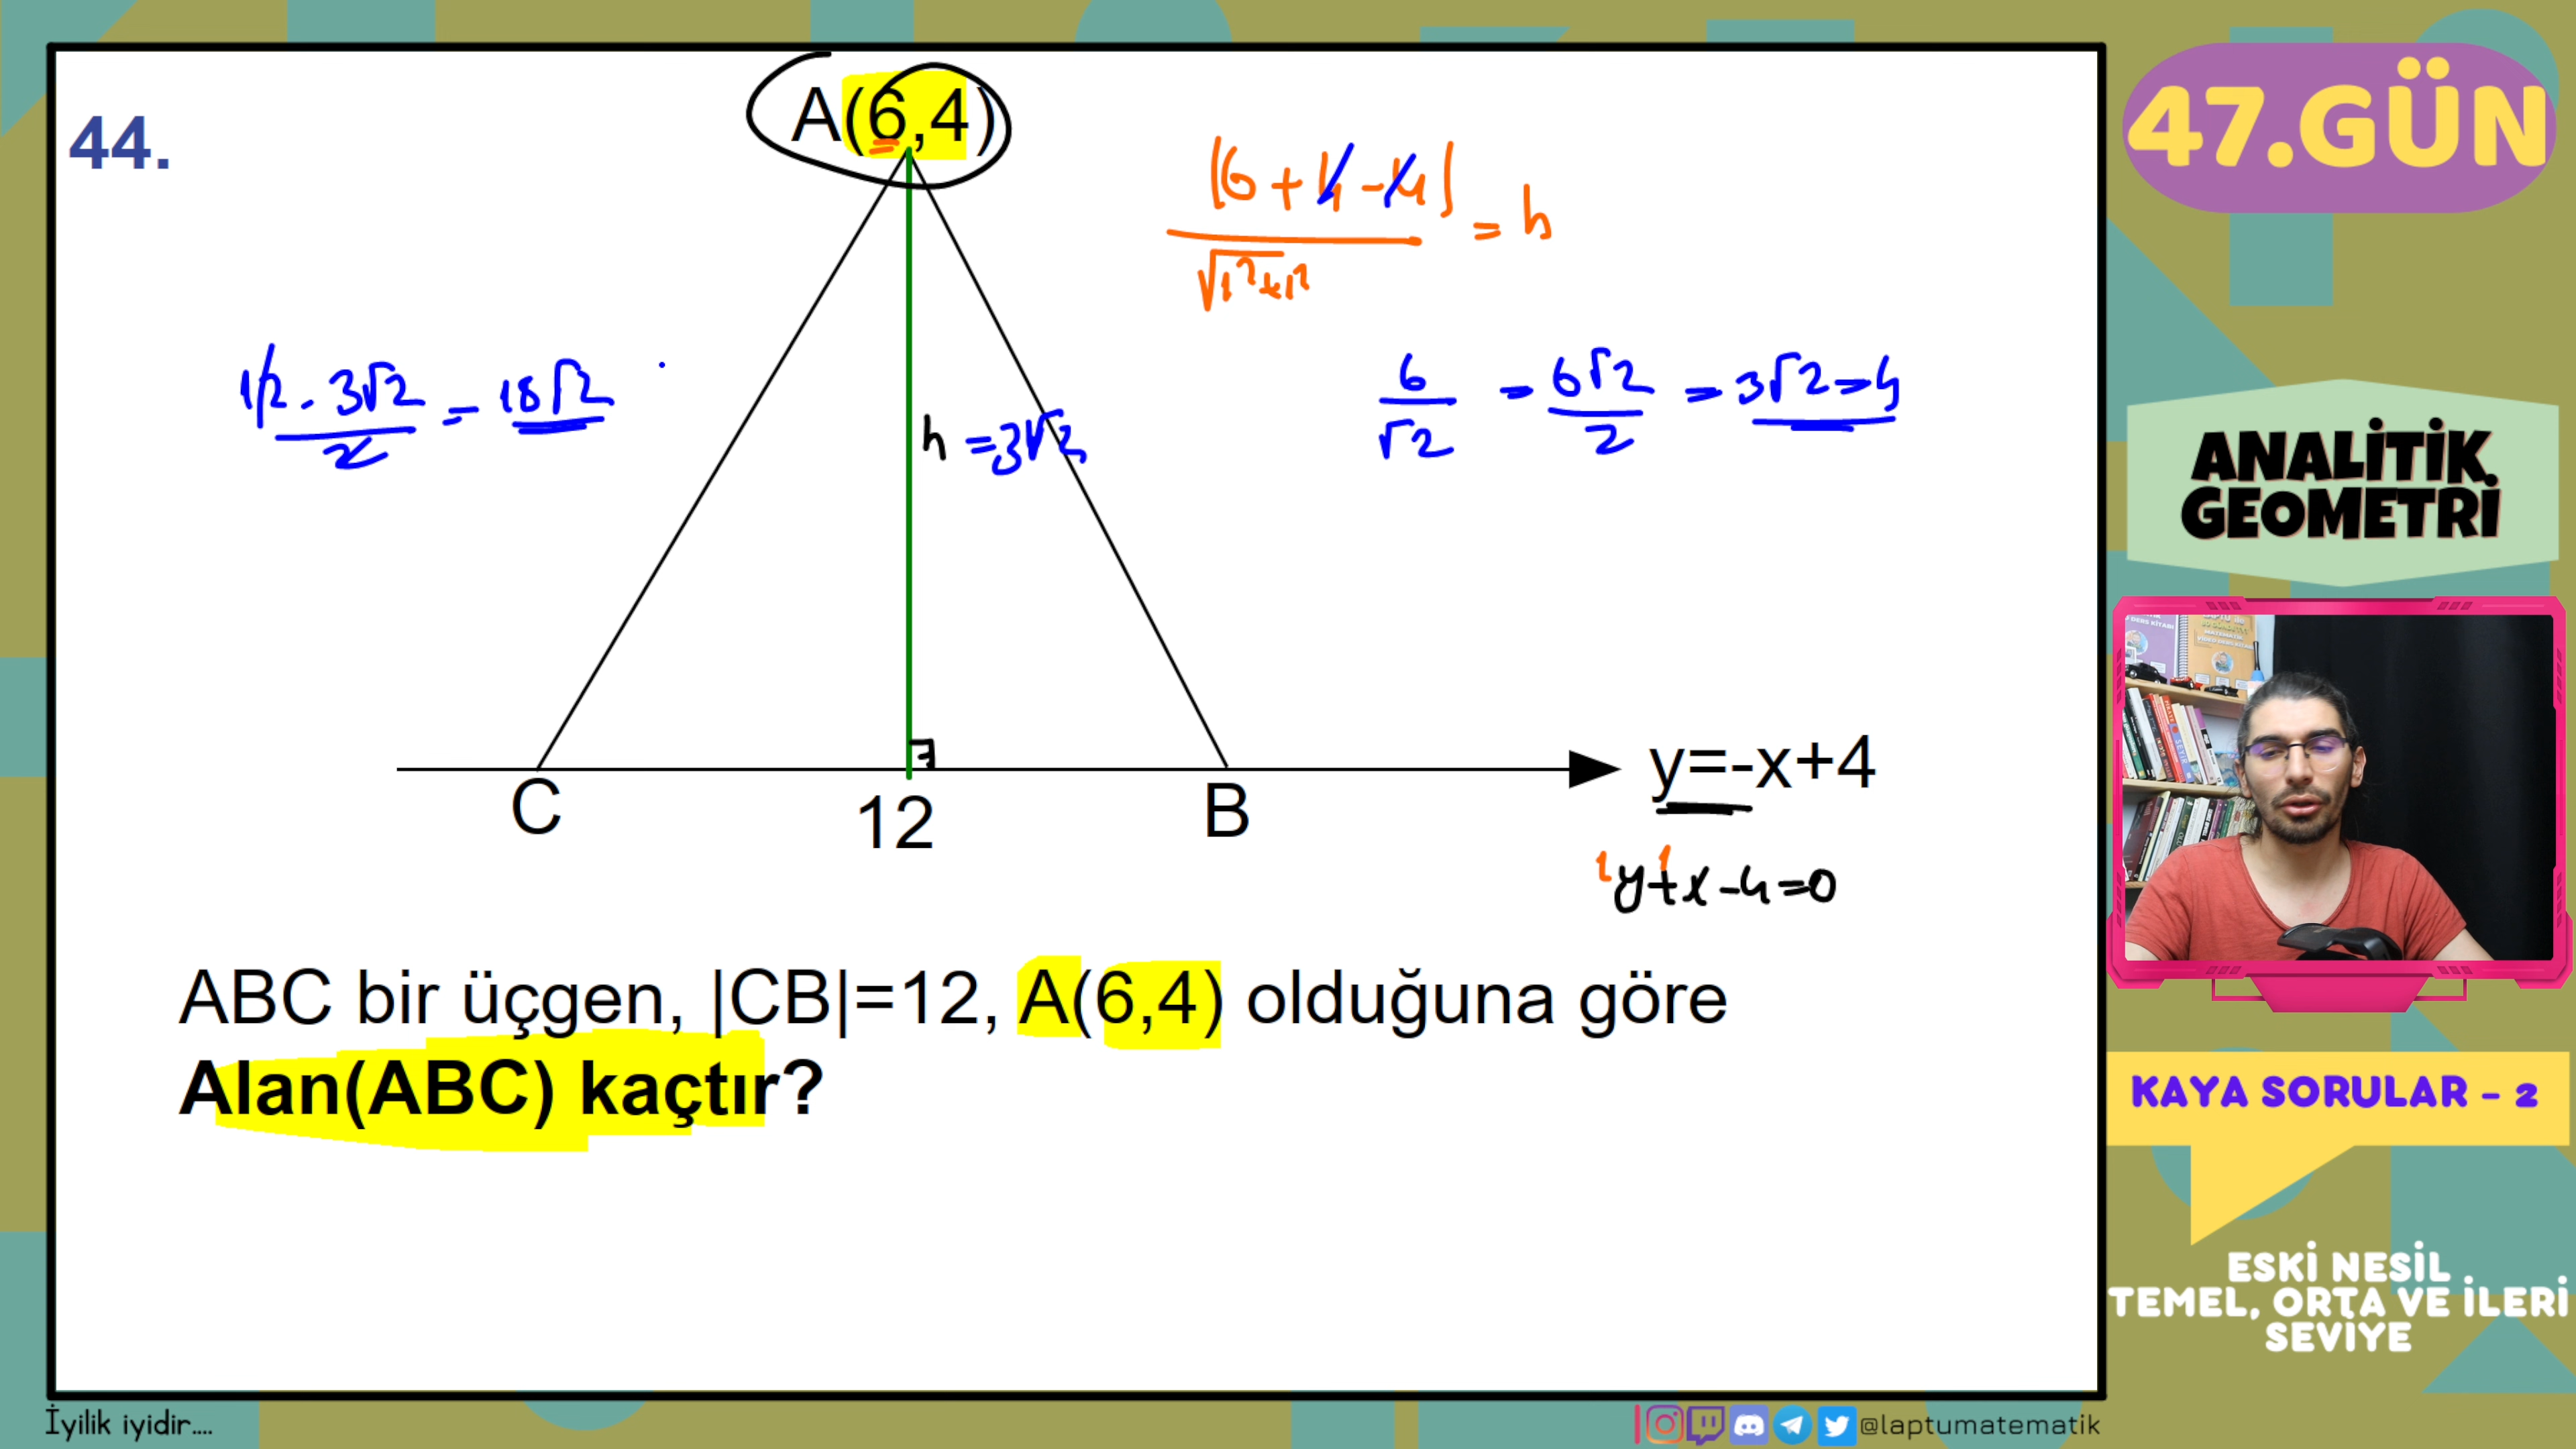 44.
A(6,4)
|6+4-4|
√1²+1²
= h
12 . 3√2
2
= 18√2
h =3√2
6
√2
= 6√2
2
= 3√2=h
C
12
B
y=-x+4
1y+1x-4=0
ABC bir üçgen, |CB|=12, A(6,4) olduğuna göre
Alan(ABC) kaçtır?
47.GÜN
ANALİTİK
GEOMETRİ
KAYA SORULAR - 2
ESKİ NESİL
TEMEL, ORTA VE İLERİ
SEVİYE
İyilik iyidir....
@laptumatematik